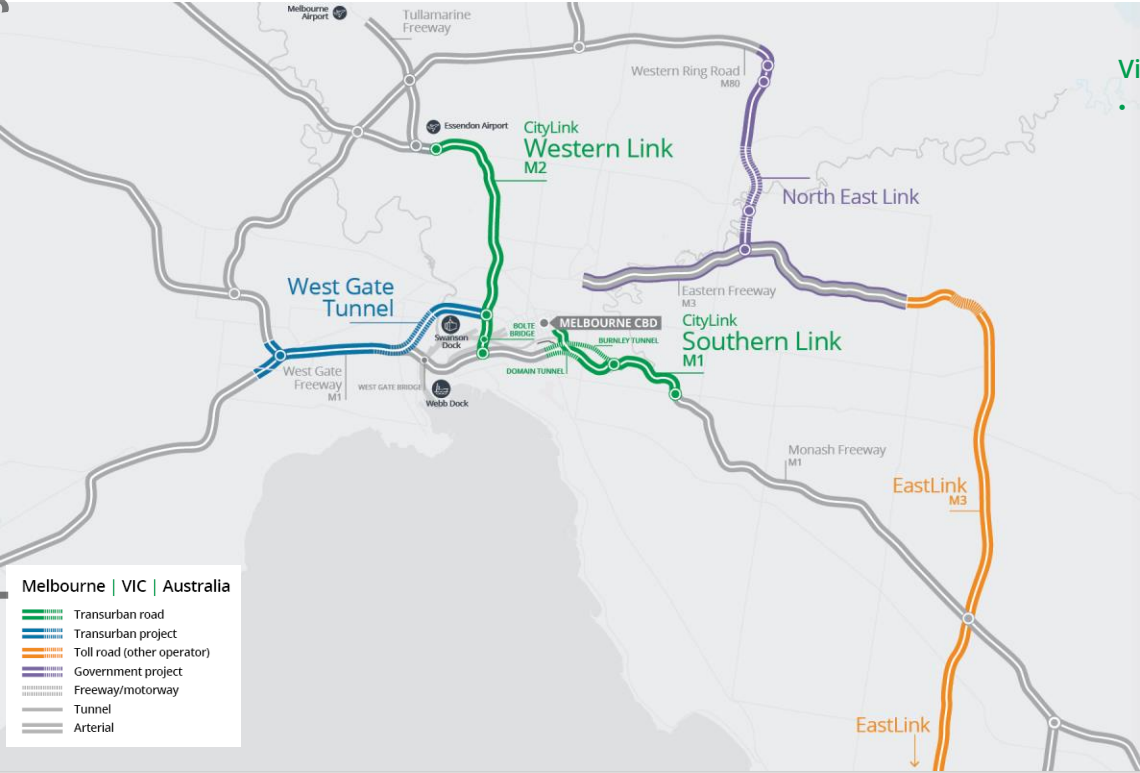 Melbourne
Airport
Tullamarine
Freeway
Western Ring Road
M80
Vi
•
Essendon Airport
CityLink
Western Link
M2
North East Link
West Gate
Tunnel
Eastern Freeway
M3
Swanson
Dock
BOLTE
BRIDGE
MELBOURNE CBD
BURNLEY TUNNEL
CityLink
Southern Link
M1
DOMAIN TUNNEL
West Gate
Freeway
M1
WEST GATE BRIDGE
Webb Dock
Monash Freeway
M1
EastLink
M3
EastLink
Melbourne | VIC | Australia
Transurban road
Transurban project
Toll road (other operator)
Government project
Freeway/motorway
Tunnel
Arterial